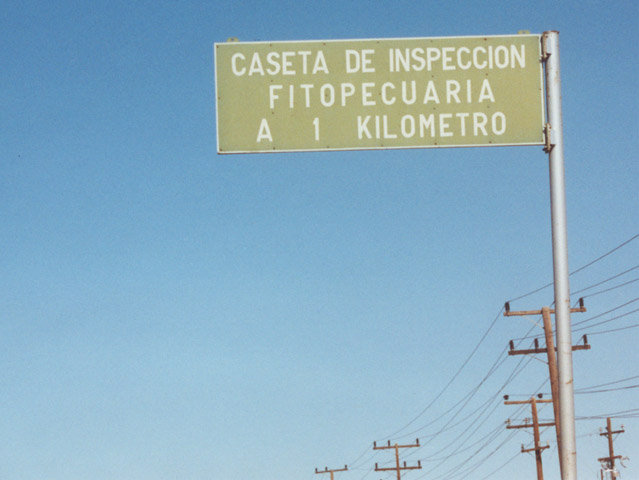 CASETA DE INSPECCION
FITOPECUARIA
A 1 KILOMETRO